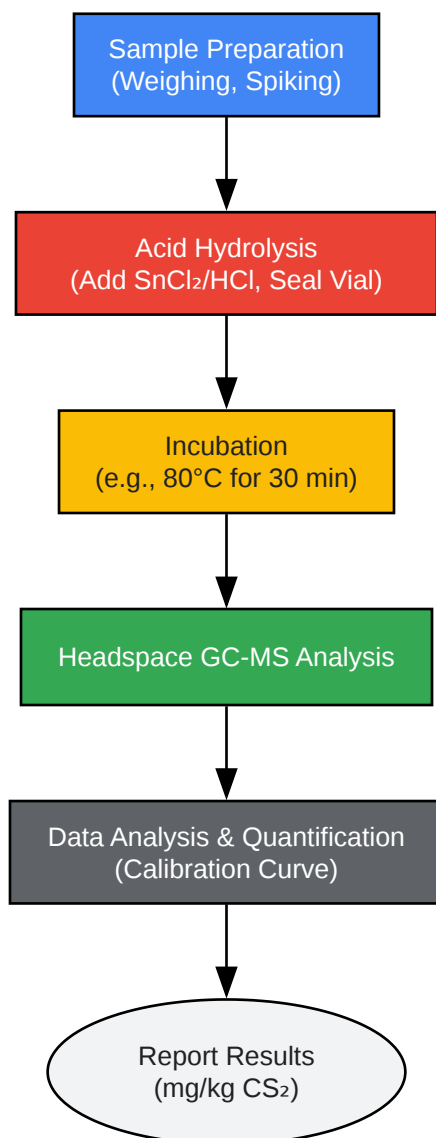 Sample Preparation
(Weighing, Spiking)
Acid Hydrolysis
(Add SnCl₂/HCl, Seal Vial)
Incubation
(e.g., 80°C for 30 min)
Headspace GC-MS Analysis
Data Analysis & Quantification
(Calibration Curve)
Report Results
(mg/kg CS₂)